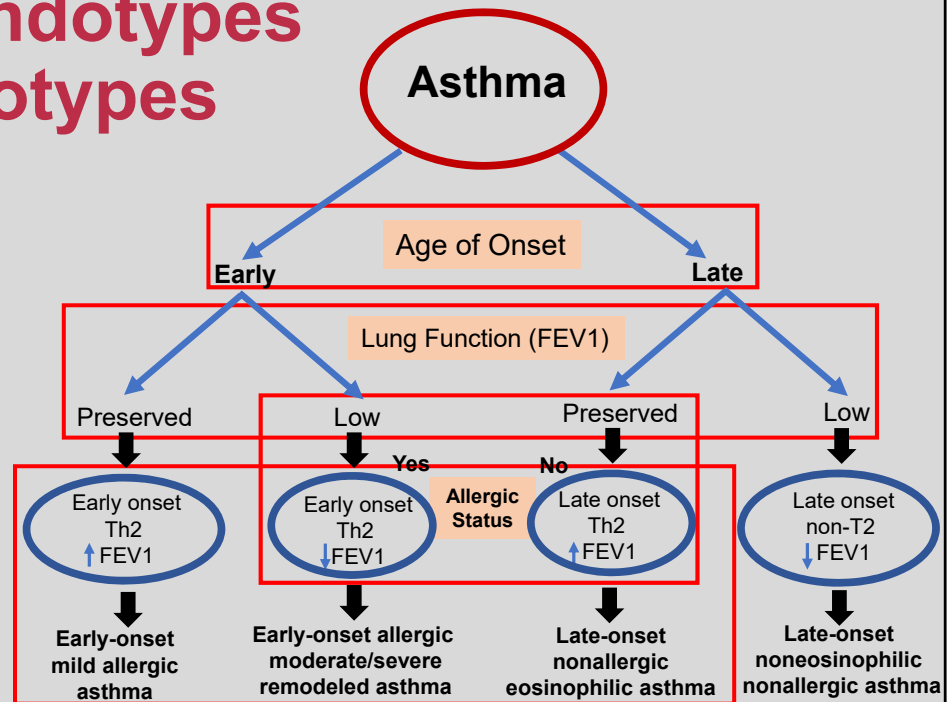 ndotypes
otypes
Asthma
Age of Onset
Early
Late
Lung Function (FEV1)
Preserved
Low
Preserved
Low
Yes
No
Allergic
Status
Early onset
Th2
↑ FEV1
Early onset
Th2
↓FEV1
Late onset
Th2
↑FEV1
Late onset
non-T2
↓ FEV1
Early-onset
mild allergic
asthma
Early-onset allergic
moderate/severe
remodeled asthma
Late-onset
nonallergic
eosinophilic asthma
Late-onset
noneosinophilic
nonallergic asthma